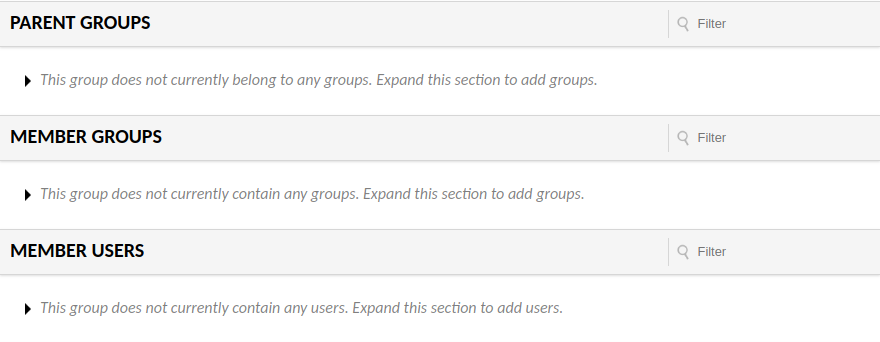 PARENT GROUPS
Filter
This group does not currently belong to any groups. Expand this section to add groups.
MEMBER GROUPS
Filter
This group does not currently contain any groups. Expand this section to add groups.
MEMBER USERS
Filter
This group does not currently contain any users. Expand this section to add users.